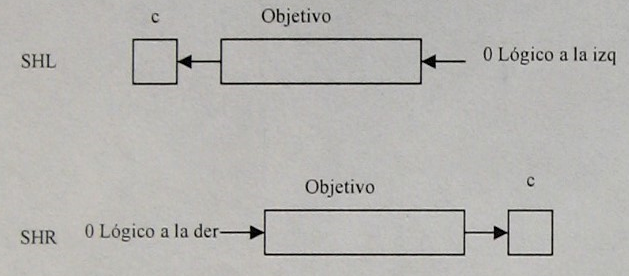 c Objetivo
SHL 0 Lógico a la izq
Objetivo c
SHR 0 Lógico a la der